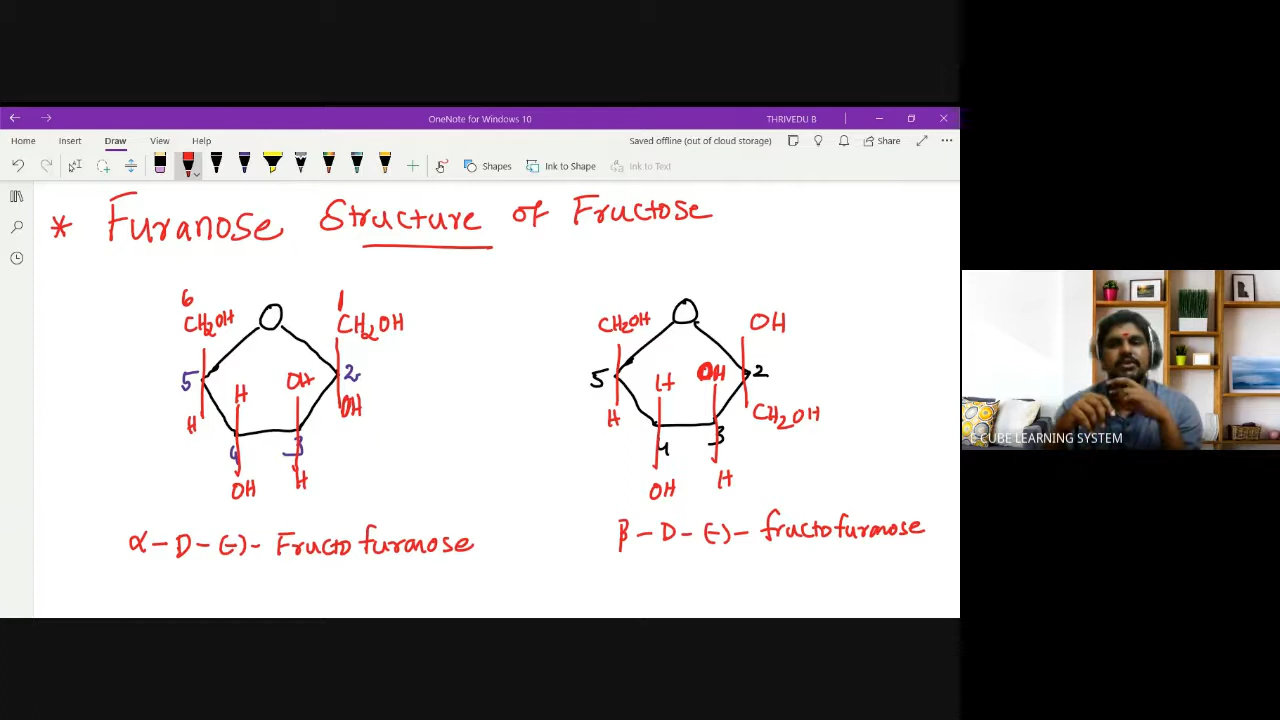 OneNote for Windows 10
THRIVEDU B
Home Insert Draw View Help
Saved offline (out of cloud storage)
Share
Shapes
Ink to Shape
Ink to Text
* Furanose Structure of Fructose
6
1
CH2OH
O
CH2OH
5
H
OH
2
H
OH
4
3
OH
H
α-D-(-)- Fructofuranose
CH2OH
O
OH
5
H
OH
2
H
CH2OH
4
3
OH
H
β-D-(-)- fructofuranose
C CUBE LEARNING SYSTEM